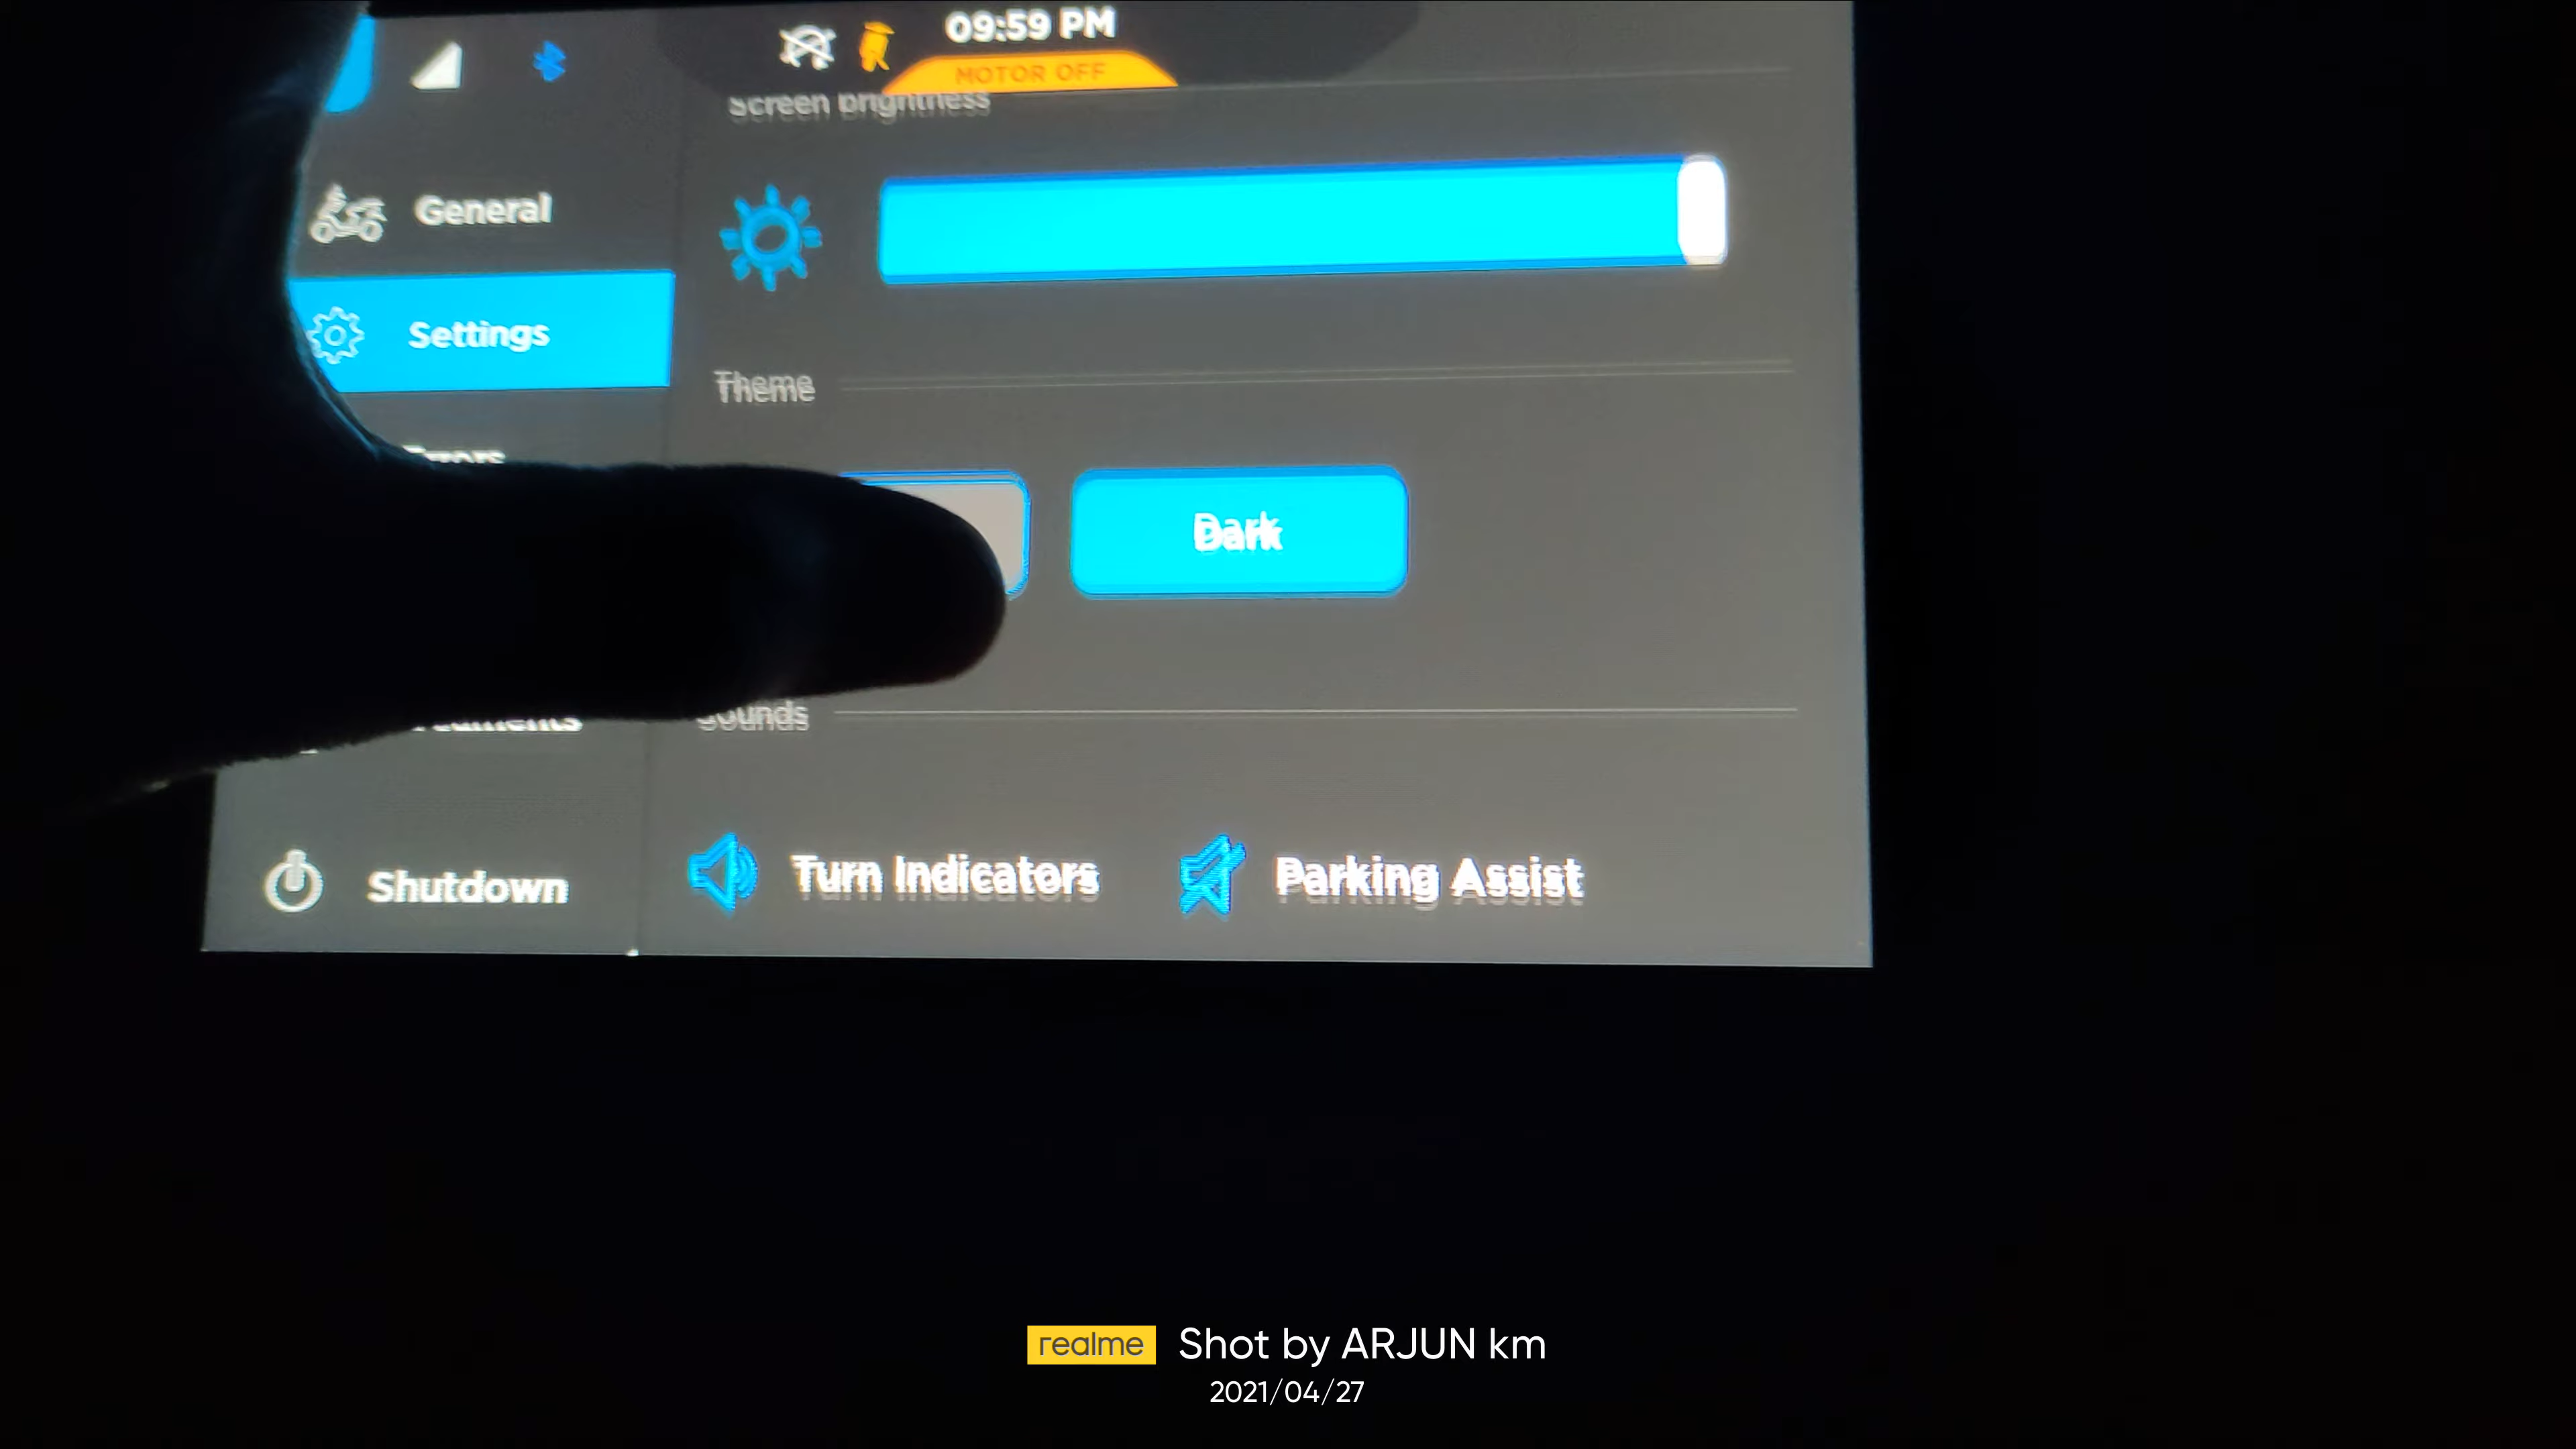 09:59 PM
MOTOR OFF
Screen brightness
General
Settings
Theme
Errors
Dark
Sounds
Shutdown
Turn Indicators
Parking Assist
realme Shot by ARJUN km
2021/04/27